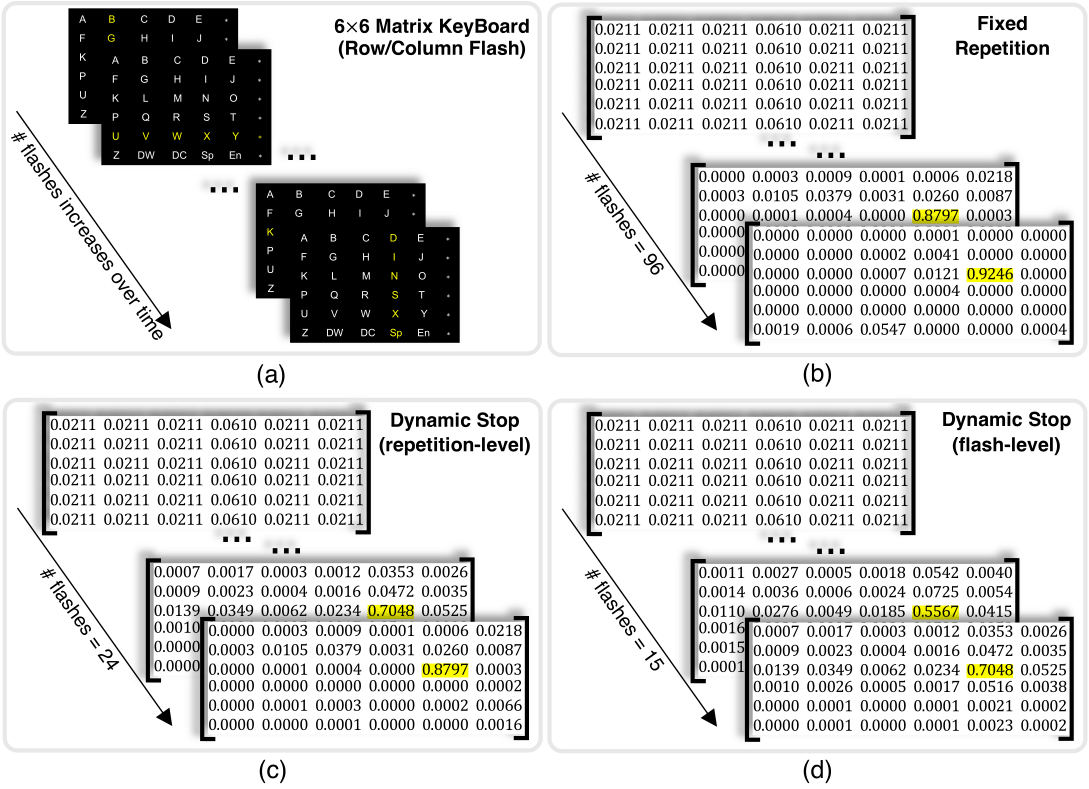 A B C D E *
F G H I J *
K
P
U
Z
A B C D E *
F G H I J *
K L M N O *
P Q R S T *
U V W X Y *
Z DW DC Sp En *
...
...
A B C D E *
F G H I J *
K
P
U
Z
A B C D E *
F G H I J *
K L M N O *
P Q R S T *
U V W X Y *
Z DW DC Sp En *
6×6 Matrix KeyBoard
(Row/Column Flash)
# flashes increases over time
(a)
Fixed
Repetition
0.0211 0.0211 0.0211 0.0610 0.0211 0.0211
0.0211 0.0211 0.0211 0.0610 0.0211 0.0211
0.0211 0.0211 0.0211 0.0610 0.0211 0.0211
0.0211 0.0211 0.0211 0.0610 0.0211 0.0211
0.0211 0.0211 0.0211 0.0610 0.0211 0.0211
0.0211 0.0211 0.0211 0.0610 0.0211 0.0211
...
...
# flashes = 96
0.0000 0.0003 0.0009 0.0001 0.0006 0.0218
0.0003 0.0105 0.0379 0.0031 0.0260 0.0087
0.0000 0.0001 0.0004 0.0000 0.8797 0.0003
0.0000
0.0000
0.0000
0.0000 0.0000 0.0000 0.0001 0.0000 0.0000
0.0000 0.0000 0.0002 0.0041 0.0000 0.0000
0.0000 0.0000 0.0007 0.0121 0.9246 0.0000
0.0000 0.0000 0.0000 0.0004 0.0000 0.0000
0.0000 0.0000 0.0000 0.0000 0.0000 0.0000
0.0019 0.0006 0.0547 0.0000 0.0000 0.0004
(b)
Dynamic Stop
(repetition-level)
0.0211 0.0211 0.0211 0.0610 0.0211 0.0211
0.0211 0.0211 0.0211 0.0610 0.0211 0.0211
0.0211 0.0211 0.0211 0.0610 0.0211 0.0211
0.0211 0.0211 0.0211 0.0610 0.0211 0.0211
0.0211 0.0211 0.0211 0.0610 0.0211 0.0211
0.0211 0.0211 0.0211 0.0610 0.0211 0.0211
...
...
# flashes = 24
0.0007 0.0017 0.0003 0.0012 0.0353 0.0026
0.0009 0.0023 0.0004 0.0016 0.0472 0.0035
0.0139 0.0349 0.0062 0.0234 0.7048 0.0525
0.0010
0.0000
0.0000
0.0000 0.0003 0.0009 0.0001 0.0006 0.0218
0.0003 0.0105 0.0379 0.0031 0.0260 0.0087
0.0000 0.0001 0.0004 0.0000 0.8797 0.0003
0.0000 0.0000 0.0000 0.0000 0.0000 0.0002
0.0000 0.0001 0.0003 0.0000 0.0002 0.0066
0.0000 0.0000 0.0001 0.0000 0.0000 0.0016
(c)
Dynamic Stop
(flash-level)
0.0211 0.0211 0.0211 0.0610 0.0211 0.0211
0.0211 0.0211 0.0211 0.0610 0.0211 0.0211
0.0211 0.0211 0.0211 0.0610 0.0211 0.0211
0.0211 0.0211 0.0211 0.0610 0.0211 0.0211
0.0211 0.0211 0.0211 0.0610 0.0211 0.0211
0.0211 0.0211 0.0211 0.0610 0.0211 0.0211
...
...
# flashes = 15
0.0011 0.0027 0.0005 0.0018 0.0542 0.0040
0.0014 0.0036 0.0006 0.0024 0.0725 0.0054
0.0110 0.0276 0.0049 0.0185 0.5567 0.0415
0.0016
0.0015
0.0001
0.0007 0.0017 0.0003 0.0012 0.0353 0.0026
0.0009 0.0023 0.0004 0.0016 0.0472 0.0035
0.0139 0.0349 0.0062 0.0234 0.7048 0.0525
0.0010 0.0026 0.0005 0.0017 0.0516 0.0038
0.0000 0.0001 0.0000 0.0001 0.0021 0.0002
0.0000 0.0001 0.0000 0.0001 0.0023 0.0002
(d)